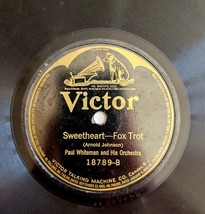 Victor
Sweetheart—Fox Trot
(Arnold Johnson)
Paul Whiteman and His Orchestra
18789-B
VICTOR TALKING MACHINE CO.